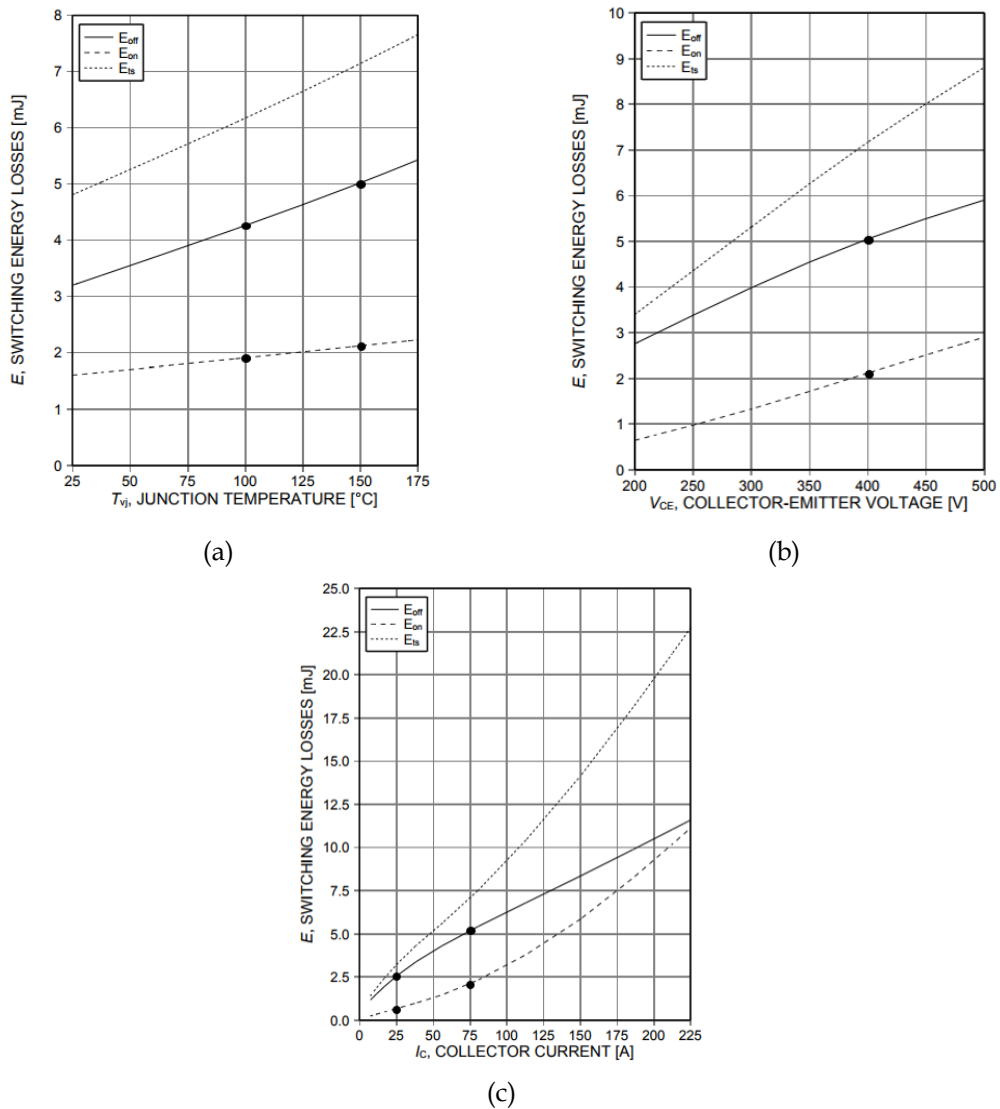 E, SWITCHING ENERGY LOSSES [mJ]
8
7
6
5
4
3
2
1
0
Eoff
Eon
Ets
25 50 75 100 125 150 175
Tvj, JUNCTION TEMPERATURE [°C]
(a)
E, SWITCHING ENERGY LOSSES [mJ]
10
9
8
7
6
5
4
3
2
1
0
Eoff
Eon
Ets
200 250 300 350 400 450 500
VCE, COLLECTOR-EMITTER VOLTAGE [V]
(b)
E, SWITCHING ENERGY LOSSES [mJ]
25.0
22.5
20.0
17.5
15.0
12.5
10.0
7.5
5.0
2.5
0.0
Eoff
Eon
Ets
0 25 50 75 100 125 150 175 200 225
IC, COLLECTOR CURRENT [A]
(c)